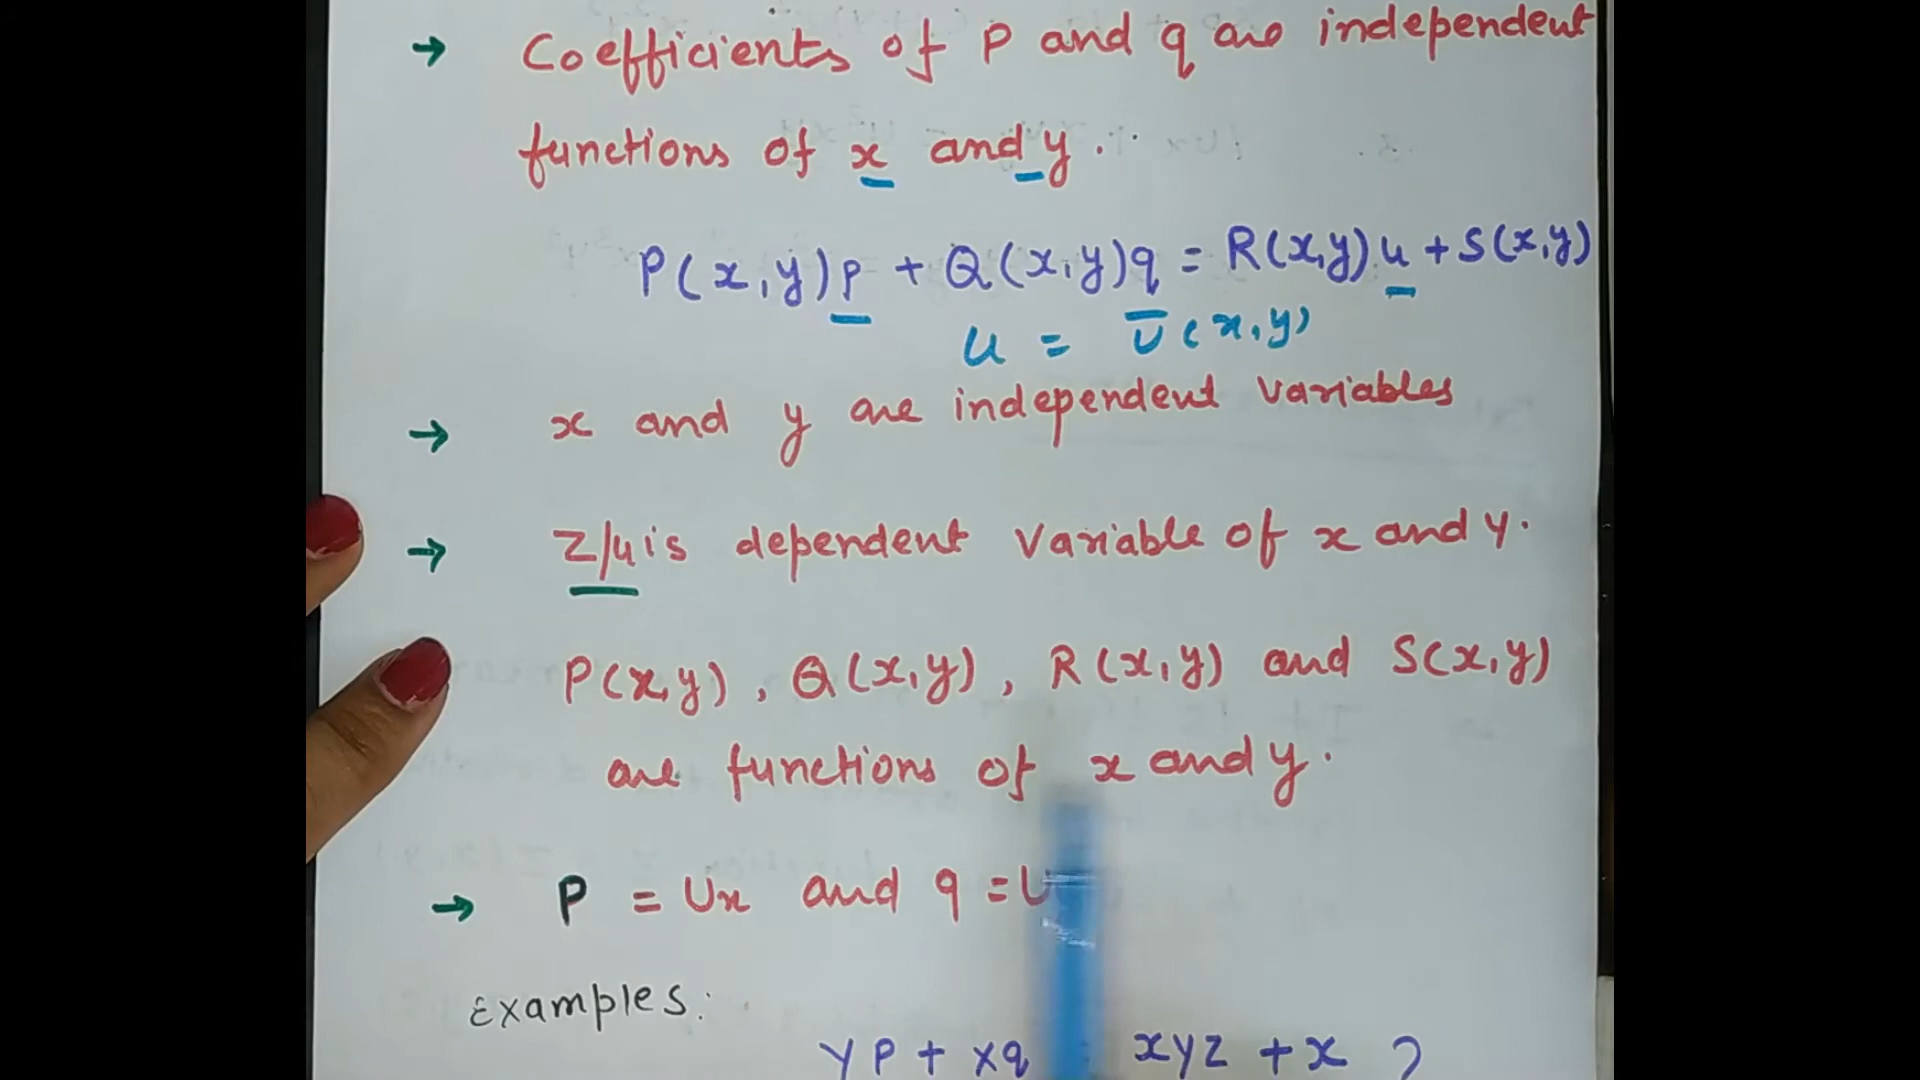 → Coefficients of P and q are independent
functions of x and y.
P(x,y)p + Q(x,y)q = R(x,y)u + S(x,y)
u = U(x,y)
→ x and y are independent variables
→ Z/u is dependent variable of x and y.
P(x,y), Q(x,y), R(x,y) and S(x,y)
are functions of x and y.
→ P = Ux and q = U
Examples:
yp + xq xyz + x